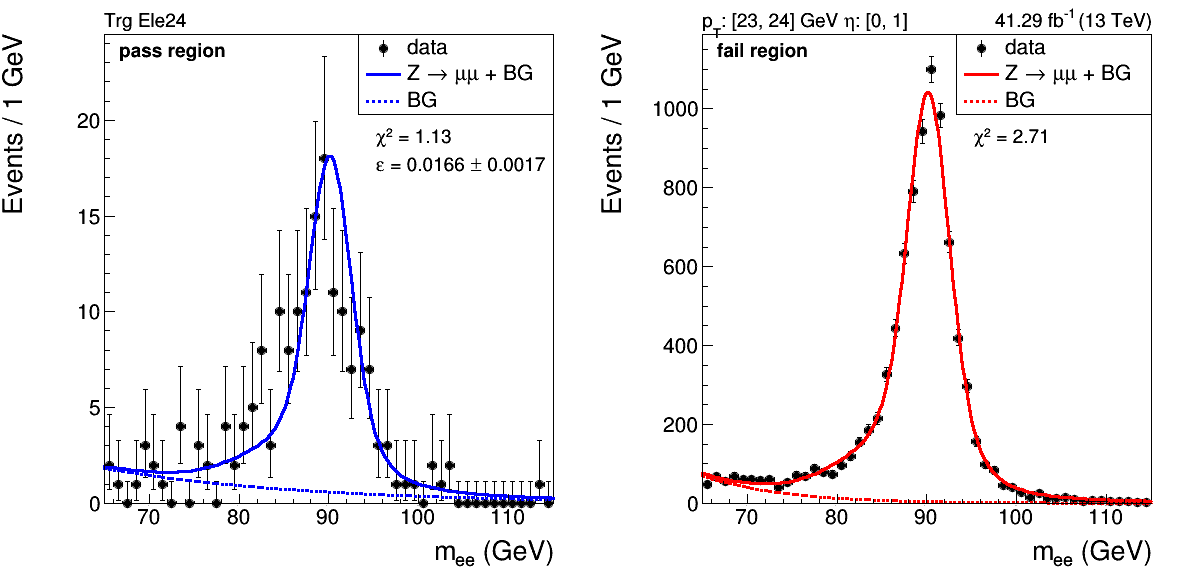 Trg Ele24
pass region
data
Z → μμ + BG
BG
χ² = 1.13
ε = 0.0166 ± 0.0017
Events / 1 GeV
20
15
10
5
0
70 80 90 100 110
m_ee (GeV)
p_T: [23, 24] GeV η: [0, 1] 41.29 fb⁻¹ (13 TeV)
fail region
data
Z → μμ + BG
BG
χ² = 2.71
Events / 1 GeV
1000
800
600
400
200
0
70 80 90 100 110
m_ee (GeV)